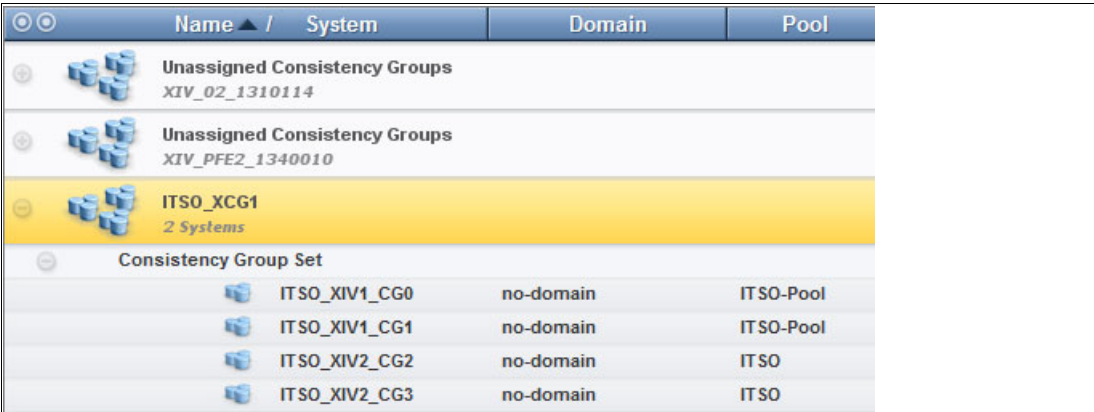 Name / System Domain Pool
Unassigned Consistency Groups
XIV_02_1310114
Unassigned Consistency Groups
XIV_PFE2_1340010
ITSO_XCG1
2 Systems
Consistency Group Set
ITSO_XIV1_CG0 no-domain ITSO-Pool
ITSO_XIV1_CG1 no-domain ITSO-Pool
ITSO_XIV2_CG2 no-domain ITSO
ITSO_XIV2_CG3 no-domain ITSO